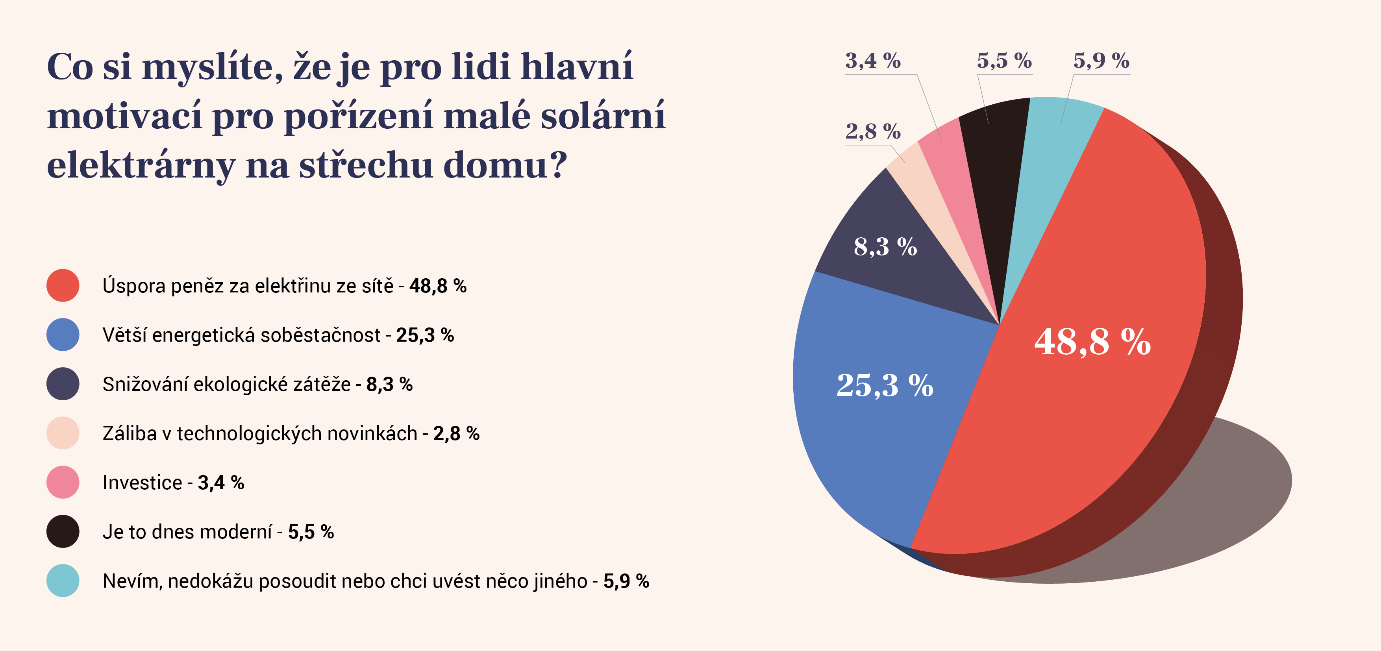 Co si myslíte, že je pro lidi hlavní
motivací pro pořízení malé solární
elektrárny na střechu domu?
Úspora peněz za elektřinu ze sítě - 48,8 %
Větší energetická soběstačnost - 25,3 %
Snižování ekologické zátěže - 8,3 %
Záliba v technologických novinkách - 2,8 %
Investice - 3,4 %
Je to dnes moderní - 5,5 %
Nevím, nedokážu posoudit nebo chci uvést něco jiného - 5,9 %
3,4 %
5,5 %
5,9 %
2,8 %
8,3 %
48,8 %
25,3 %